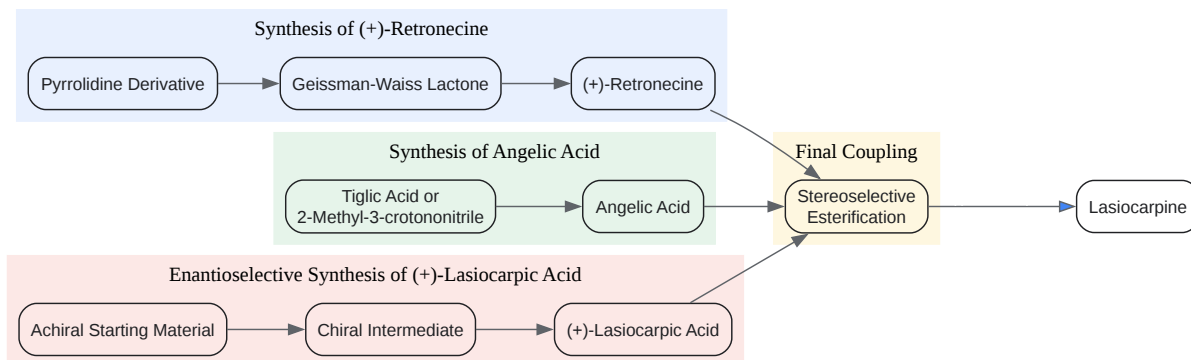 Synthesis of (+)-Retronecine
Pyrrolidine Derivative
Geissman-Waiss Lactone
(+)-Retronecine
Synthesis of Angelic Acid
Tiglic Acid or
2-Methyl-3-crotononitrile
Angelic Acid
Enantioselective Synthesis of (+)-Lasiocarpic Acid
Achiral Starting Material
Chiral Intermediate
(+)-Lasiocarpic Acid
Final Coupling
Stereoselective
Esterification
Lasiocarpine